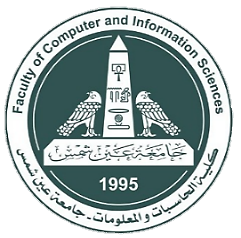 Faculty of Computer and Information Sciences
جامعة عين شمس
1995
كلية الحاسبات والمعلومات - جامعة عين شمس